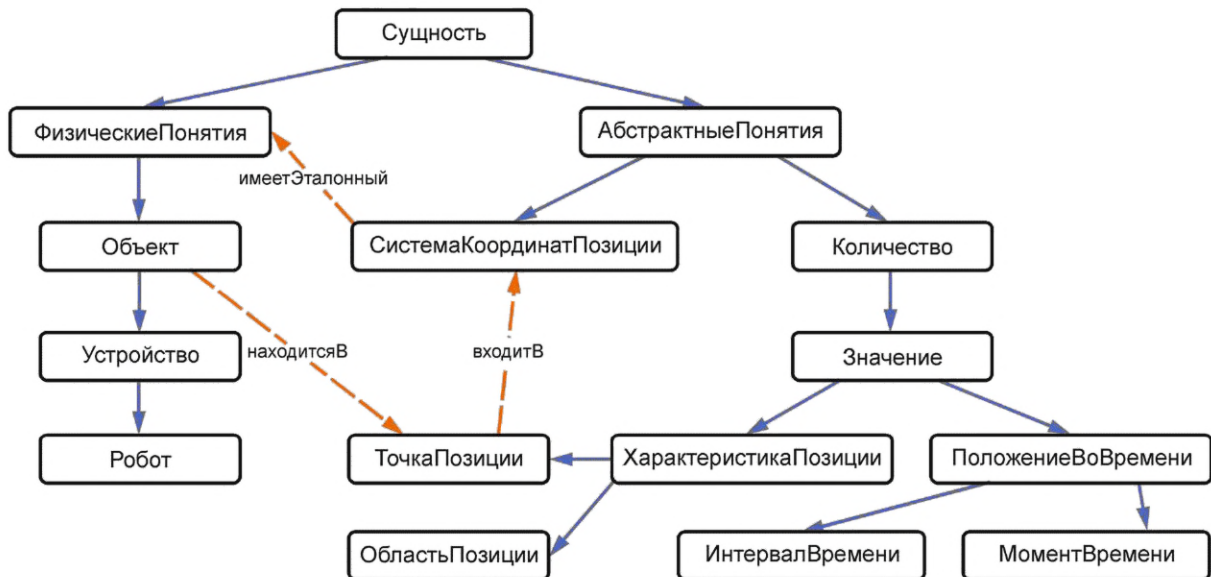 Сущность
ФизическиеПонятия
АбстрактныеПонятия
имеетЭталонный
Объект
СистемаКоординатПозиции
Количество
Устройство
находитсяВ
входитВ
Значение
Робот
ТочкаПозиции
ХарактеристикаПозиции
ПоложениеВоВремени
ОбластьПозиции
ИнтервалВремени
МоментВремени